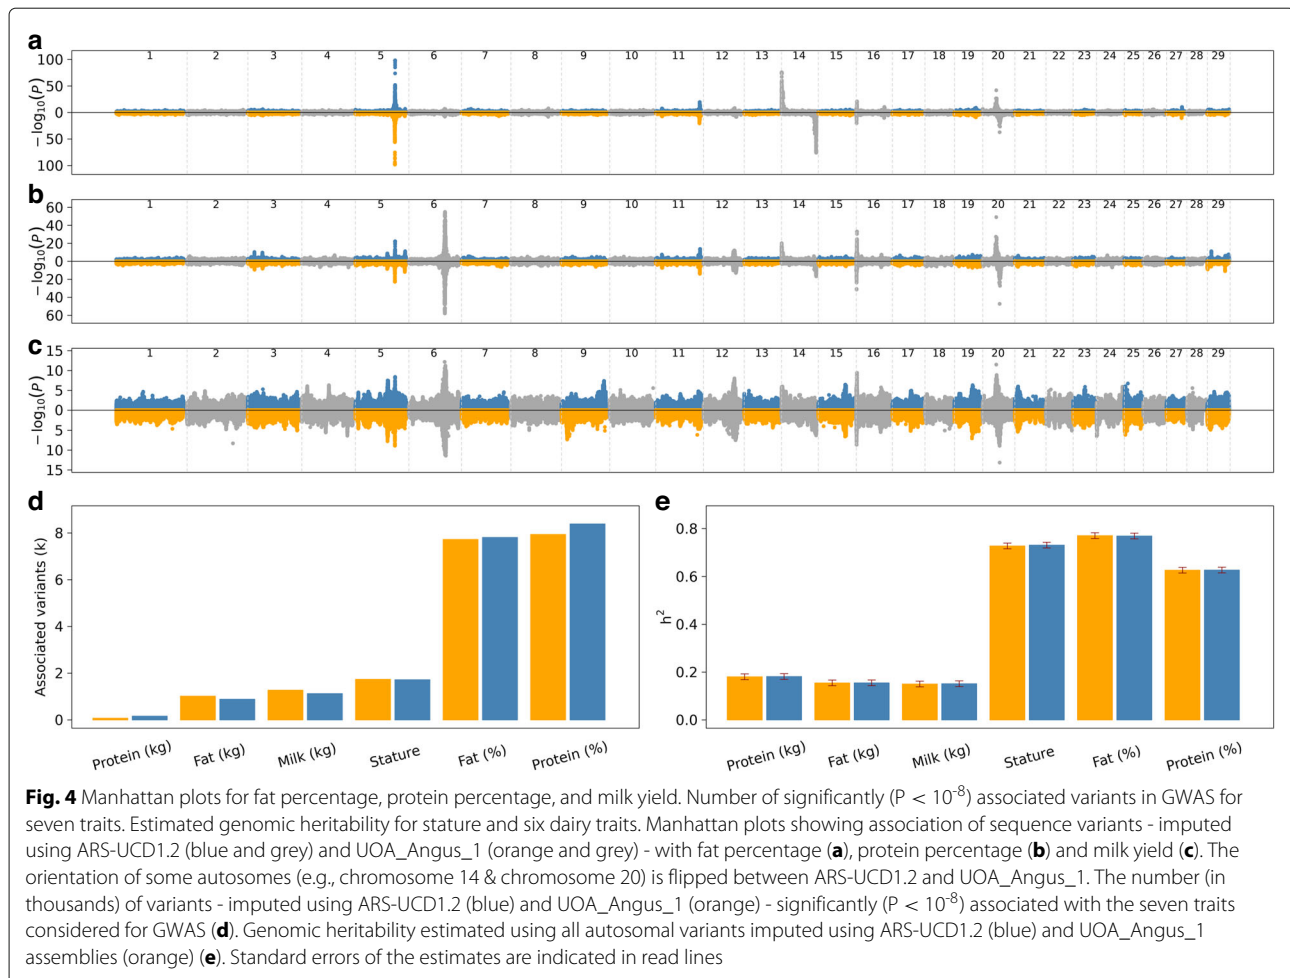 a
1 2 3 4 5 6 7 8 9 10 11 12 13 14 15 16 17 18 19 20 21 22 23 24 25 26 27 28 29
100
50
0
50
100
−log10(P)
b
1 2 3 4 5 6 7 8 9 10 11 12 13 14 15 16 17 18 19 20 21 22 23 24 25 26 27 28 29
60
40
20
0
20
40
60
−log10(P)
c
1 2 3 4 5 6 7 8 9 10 11 12 13 14 15 16 17 18 19 20 21 22 23 24 25 26 27 28 29
15
10
5
0
5
10
15
−log10(P)
d
8
6
4
2
0
Associated variants (k)
Protein (kg) Fat (kg) Milk (kg) Stature Fat (%) Protein (%)
e
0.8
0.6
0.4
0.2
0.0
h²
Protein (kg) Fat (kg) Milk (kg) Stature Fat (%) Protein (%)
Fig. 4 Manhattan plots for fat percentage, protein percentage, and milk yield. Number of significantly (P < 10⁻⁸) associated variants in GWAS for
seven traits. Estimated genomic heritability for stature and six dairy traits. Manhattan plots showing association of sequence variants - imputed
using ARS-UCD1.2 (blue and grey) and UOA_Angus_1 (orange and grey) - with fat percentage (a), protein percentage (b) and milk yield (c). The
orientation of some autosomes (e.g., chromosome 14 & chromosome 20) is flipped between ARS-UCD1.2 and UOA_Angus_1. The number (in
thousands) of variants - imputed using ARS-UCD1.2 (blue) and UOA_Angus_1 (orange) - significantly (P < 10⁻⁸) associated with the seven traits
considered for GWAS (d). Genomic heritability estimated using all autosomal variants imputed using ARS-UCD1.2 (blue) and UOA_Angus_1
assemblies (orange) (e). Standard errors of the estimates are indicated in read lines